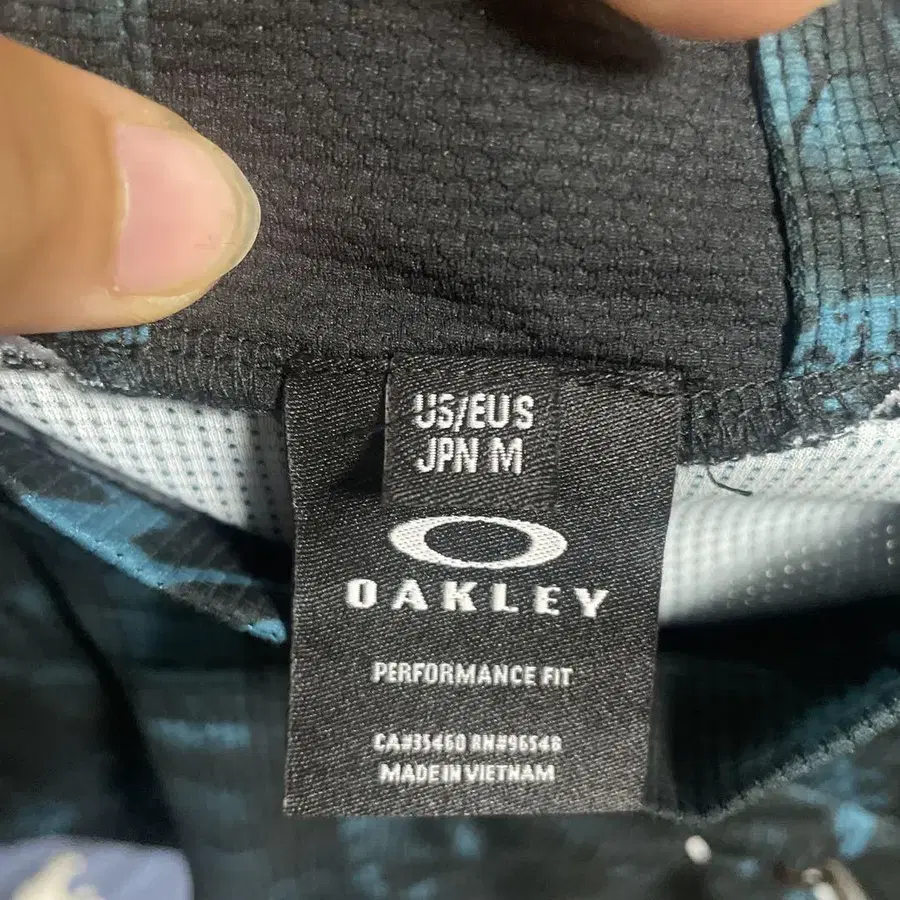 US/EU S
JPN M
OAKLEY
PERFORMANCE FIT
CA#35460 RN#96548
MADE IN VIETNAM